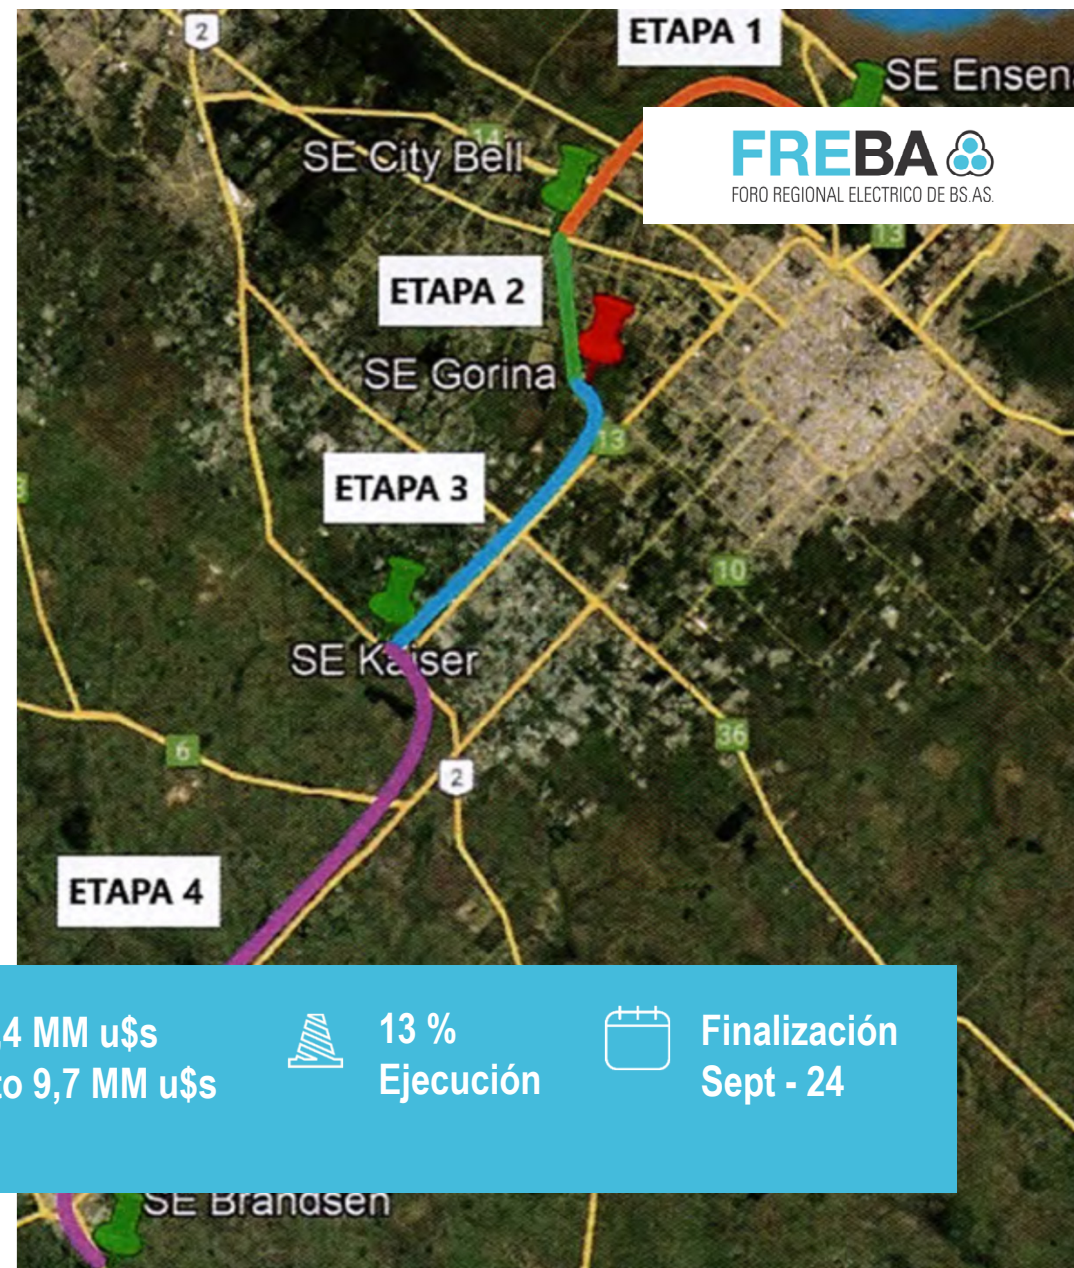 2
ETAPA 1
SE Ensen
14
SE City Bell
FREBA
FORO REGIONAL ELECTRICO DE BS.AS.
13
ETAPA 2
SE Gorina
13
ETAPA 3
10
SE Kaiser
36
6
2
ETAPA 4
,4 MM u$s
to 9,7 MM u$s
13 %
Ejecución
Finalización
Sept - 24
SE Brandsen